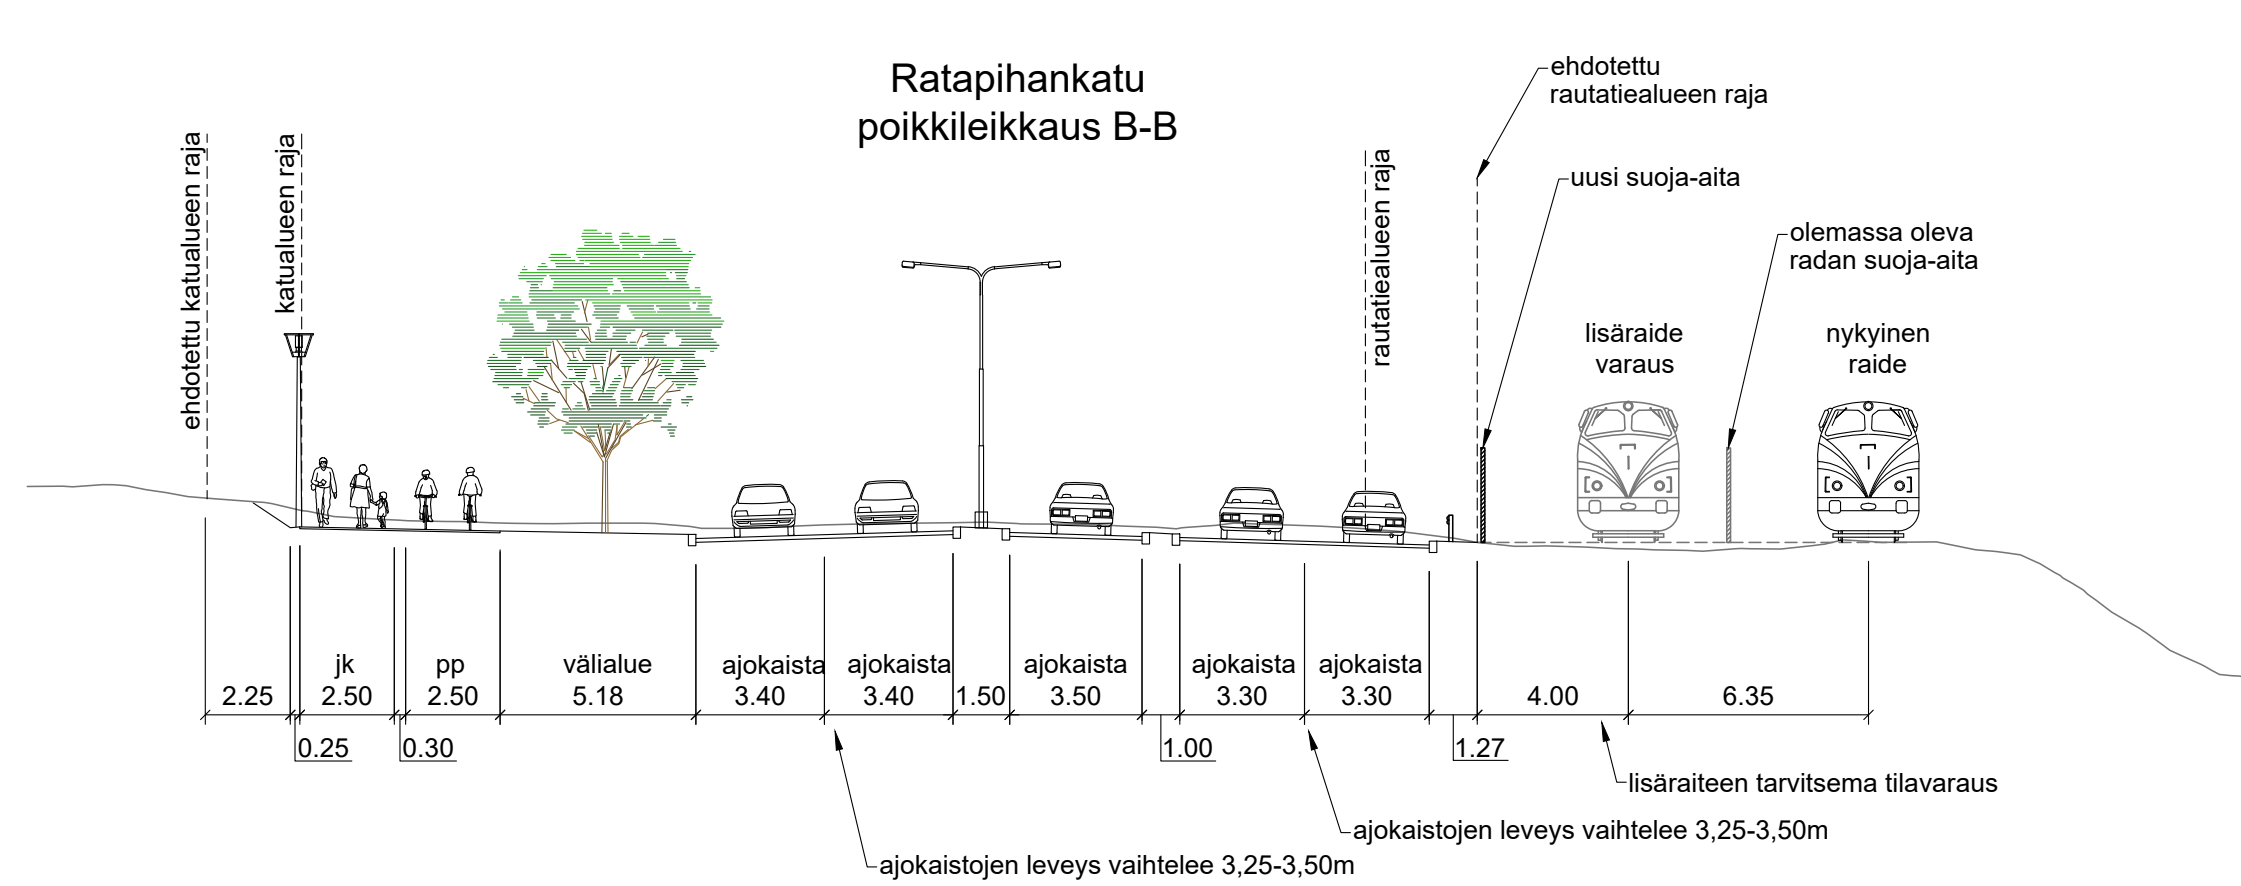 Ratapihankatu
poikkileikkaus B-B
ehdotettu katualueen raja
katualueen raja
rautatiealueen raja
ehdotettu
rautatiealueen raja
uusi suoja-aita
olemassa oleva
radan suoja-aita
lisäraide
varaus
nykyinen
raide
jk
pp
välialue
ajokaista
ajokaista
ajokaista
ajokaista
ajokaista
2.25
2.50
2.50
5.18
3.40
3.40
1.50
3.50
3.30
3.30
4.00
6.35
0.25
0.30
1.00
1.27
lisäraiteen tarvitsema tilavaraus
ajokaistojen leveys vaihtelee 3,25-3,50m
ajokaistojen leveys vaihtelee 3,25-3,50m